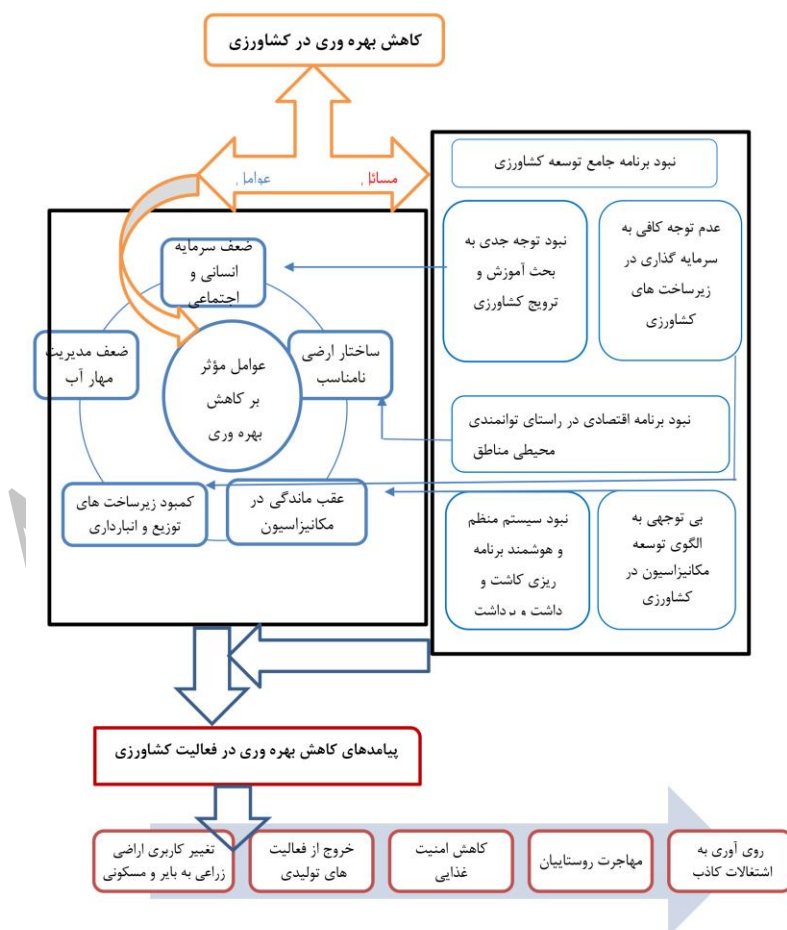 کاهش بهره وری در کشاورزی
مسائل
عوامل
نبود برنامه جامع توسعه کشاورزی
عدم توجه کافی به
سرمایه گذاری در
زیرساخت های
کشاورزی
نبود توجه جدی به
بحث آموزش و
ترویج کشاورزی
نبود برنامه اقتصادی در راستای توانمندی
محیطی مناطق
بی توجهی به
الگوی توسعه
مکانیزاسیون در
کشاورزی
نبود سیستم منظم
و هوشمند برنامه
ریزی کاشت و
داشت و برداشت
ضعف سرمایه
انسانی و
اجتماعی
ساختار ارضی
نامناسب
عوامل مؤثر
بر کاهش
بهره وری
ضعف مدیریت
مهار آب
عقب ماندگی در
مکانیزاسیون
کمبود زیرساخت های
توزیع و انبارداری
پیامدهای کاهش بهره وری در فعالیت کشاورزی
روی آوری به
اشتغالات کاذب
مهاجرت روستاییان
کاهش امنیت
غذایی
خروج از فعالیت
های تولیدی
تغییر کاربری اراضی
زراعی به بایر و مسکونی